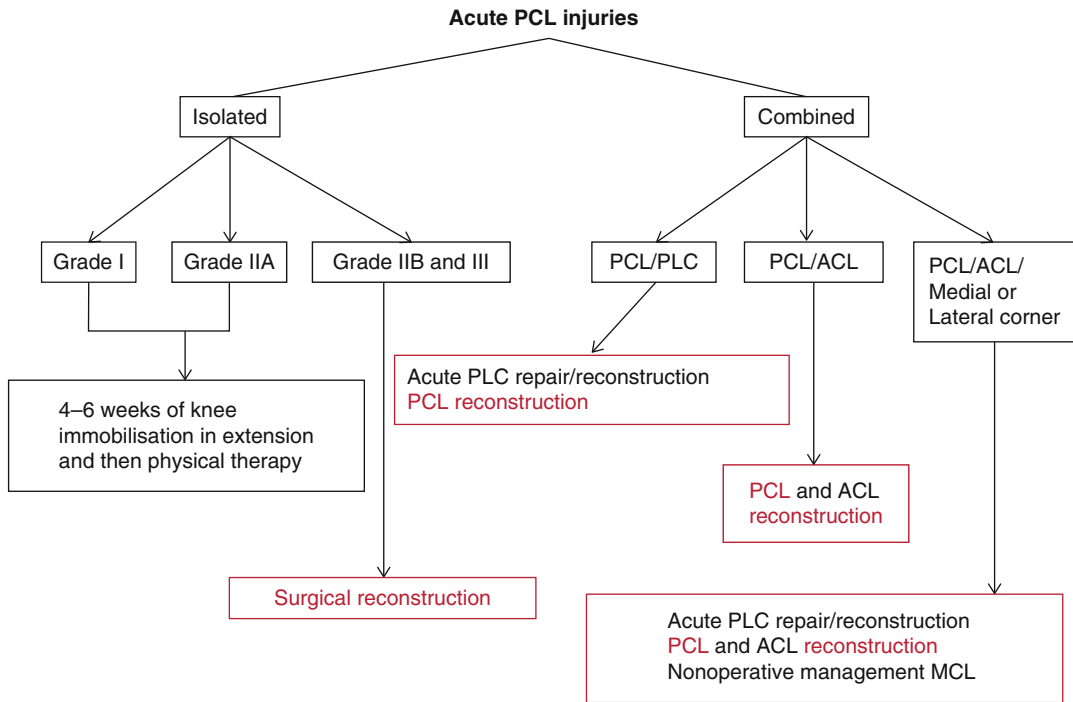 Acute PCL injuries
Isolated
Combined
Grade I
Grade IIA
Grade IIB and III
PCL/PLC
PCL/ACL
PCL/ACL/
Medial or
Lateral corner
Acute PLC repair/reconstruction
PCL reconstruction
4–6 weeks of knee
immobilisation in extension
and then physical therapy
PCL and ACL
reconstruction
Surgical reconstruction
Acute PLC repair/reconstruction
PCL and ACL reconstruction
Nonoperative management MCL